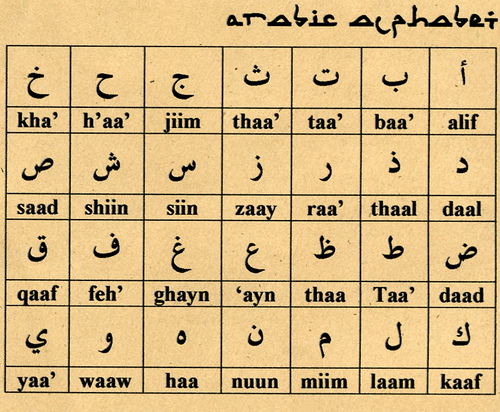 arabic alphabet
أ ب ت ث ج ح خ
kha’ h’aa’ jiim thaa’ taa’ baa’ alif
د ذ ر ز س ش ص
saad shiin siin zaay raa’ thaal daal
ض ط ظ ع غ ف ق
qaaf feh’ ghayn ‘ayn thaa Taa’ daad
ك ل م ن ه و ي
yaa’ waaw haa nuun miim laam kaaf